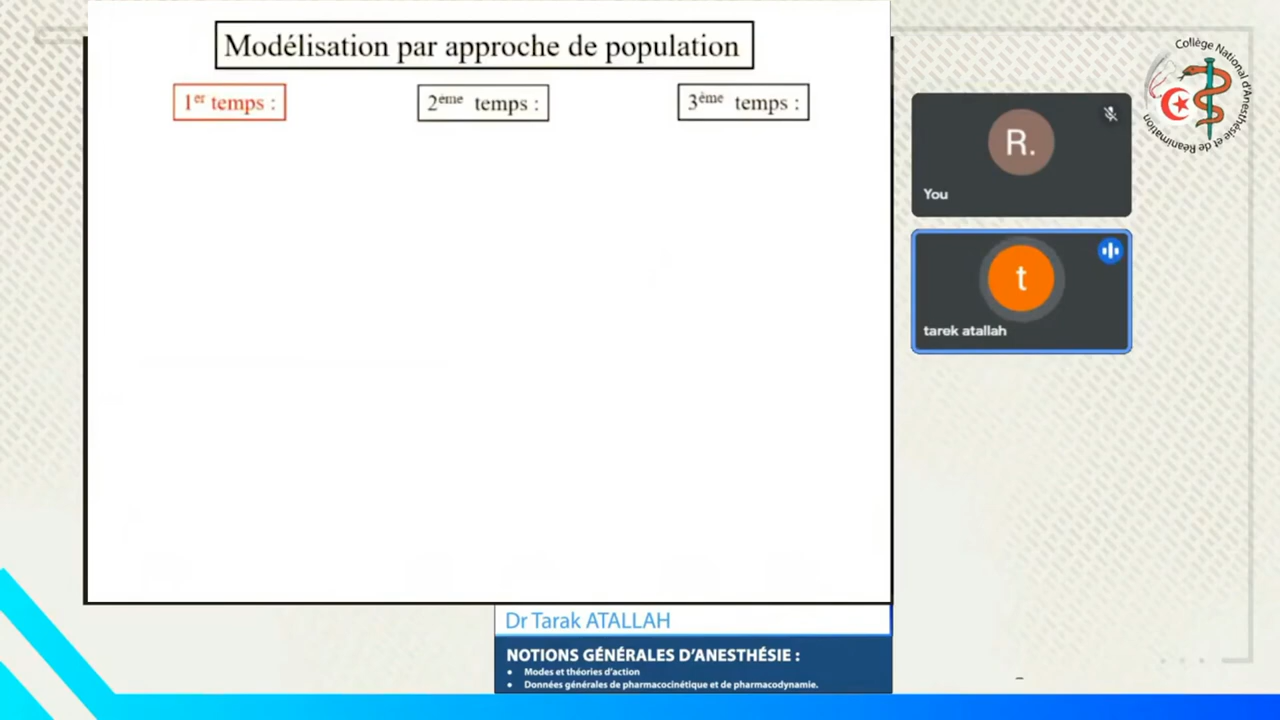 Modélisation par approche de population
1er temps :
2ème temps :
3ème temps :
Collège National d'Anesthésie et de Réanimation
R.
You
t
tarek atallah
Dr Tarak ATALLAH
NOTIONS GÉNÉRALES D'ANESTHÉSIE :
• Modes et théories d'action
• Données générales de pharmacocinétique et de pharmacodynamie.